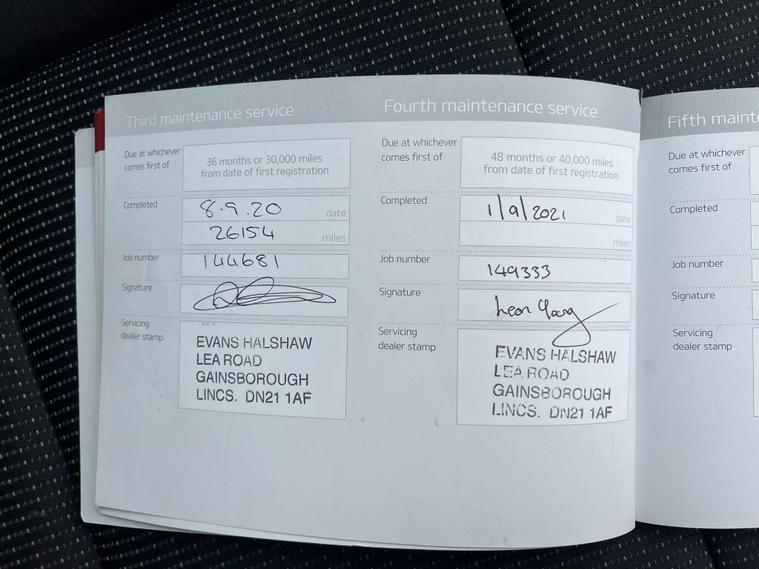 Third maintenance service
Due at whichever
comes first of
36 months or 30,000 miles
from date of first registration
Completed
8.9.20
date
26154
miles
Job number
144681
Signature
Servicing
dealer stamp
EVANS HALSHAW
LEA ROAD
GAINSBOROUGH
LINCS. DN21 1AF
Fourth maintenance service
Due at whichever
comes first of
48 months or 40,000 miles
from date of first registration
Completed
1/9/2021
date
miles
Job number
149333
Signature
Servicing
dealer stamp
EVANS HALSHAW
LEA ROAD
GAINSBOROUGH
LINCS. DN21 1AF
Fifth maint
Due at whichever
comes first of
Completed
Job number
Signature
Servicing
dealer stamp